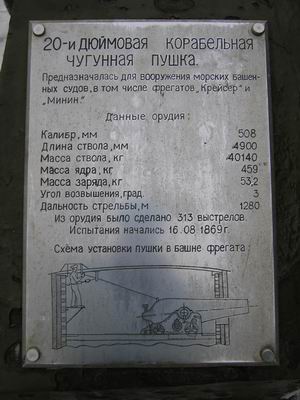 20-и ДЮЙМОВАЯ КОРАБЕЛЬНАЯ
ЧУГУННАЯ ПУШКА.
Предназначалась для вооружения морских башен-
ных судов, в том числе фрегатов „Крейсер" и
„Минин."
Данные орудия:
Калибр, мм 508
Длина ствола, мм 4900
Масса ствола, кг 40140
Масса ядра, кг 459
Масса заряда, кг 53,2
Угол возвышения, град. 3
Дальность стрельбы, м 1280
Из орудия было сделано 313 выстрелов.
Испытания начались 16.08 1869г.
Схема установки пушки в башне фрегата: